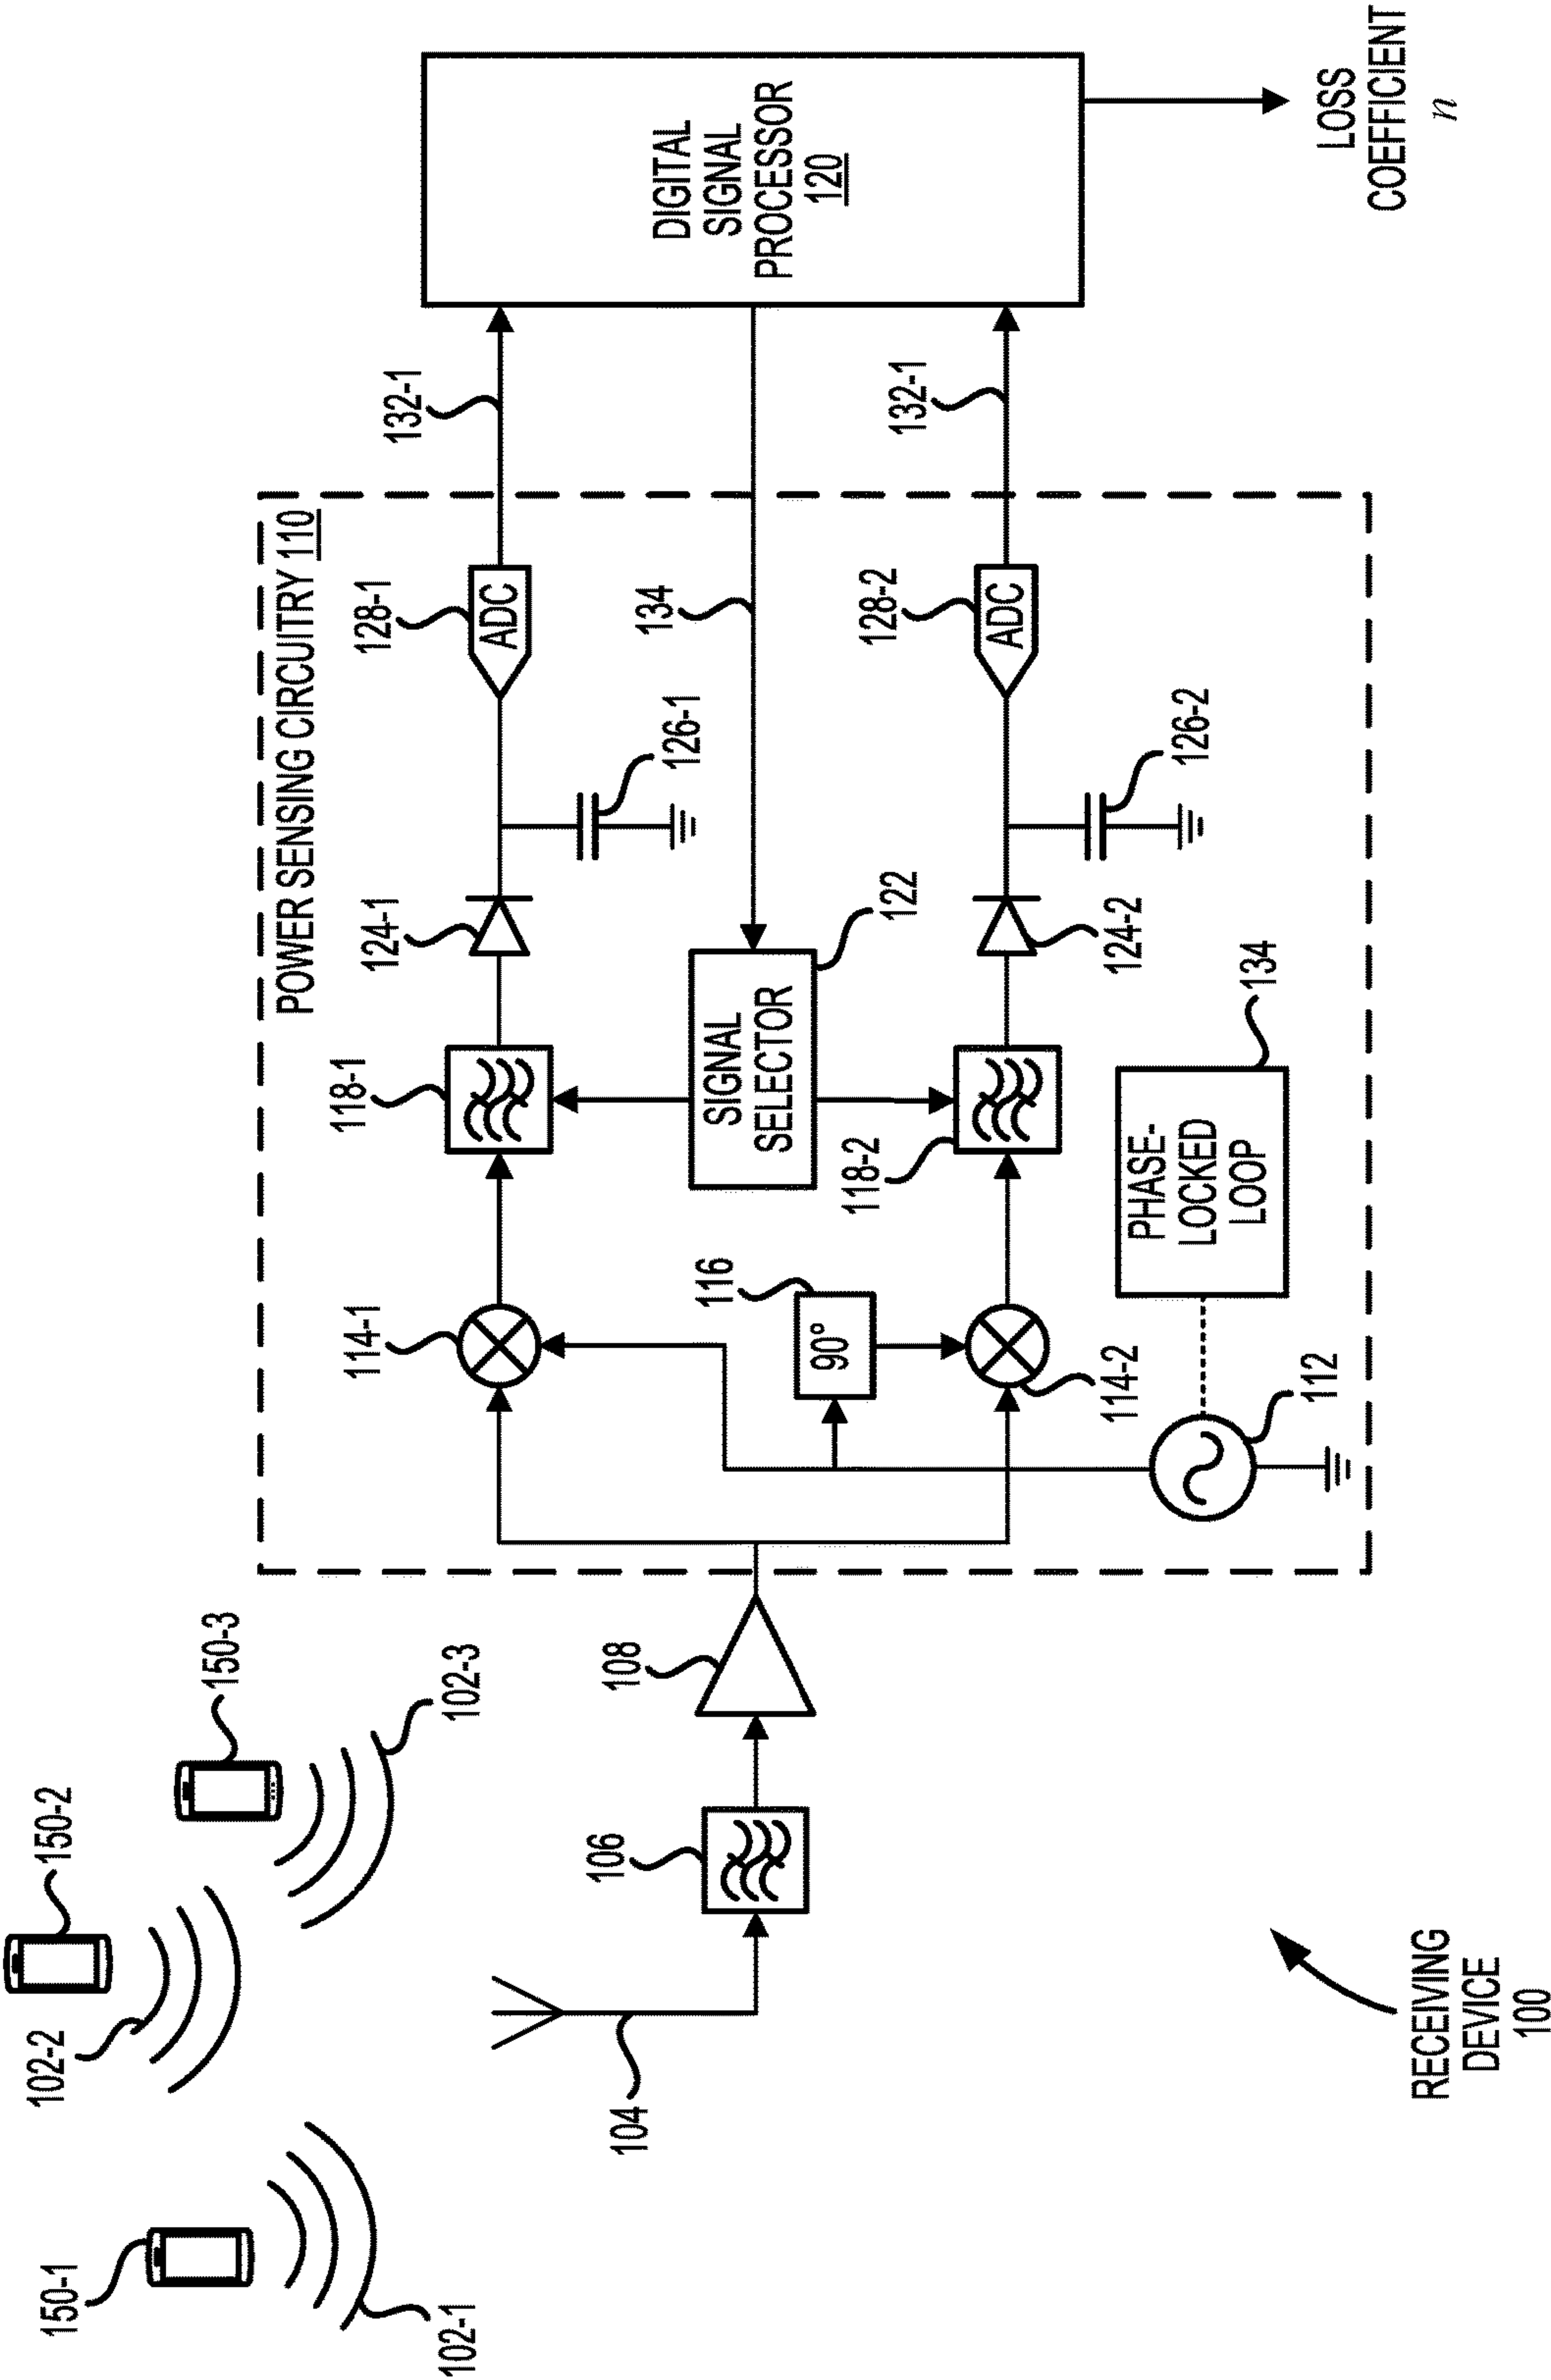 150-1
102-1
102-2
150-2
150-3
102-3
104
106
108
RECEIVING
DEVICE
100
POWER SENSING CIRCUITRY 110
114-1
116
90°
114-2
112
118-1
118-2
SIGNAL
SELECTOR
122
PHASE-
LOCKED
LOOP
134
124-1
124-2
126-1
126-2
128-1
ADC
134
128-2
ADC
132-1
132-1
DIGITAL
SIGNAL
PROCESSOR
120
LOSS
COEFFICIENT
n